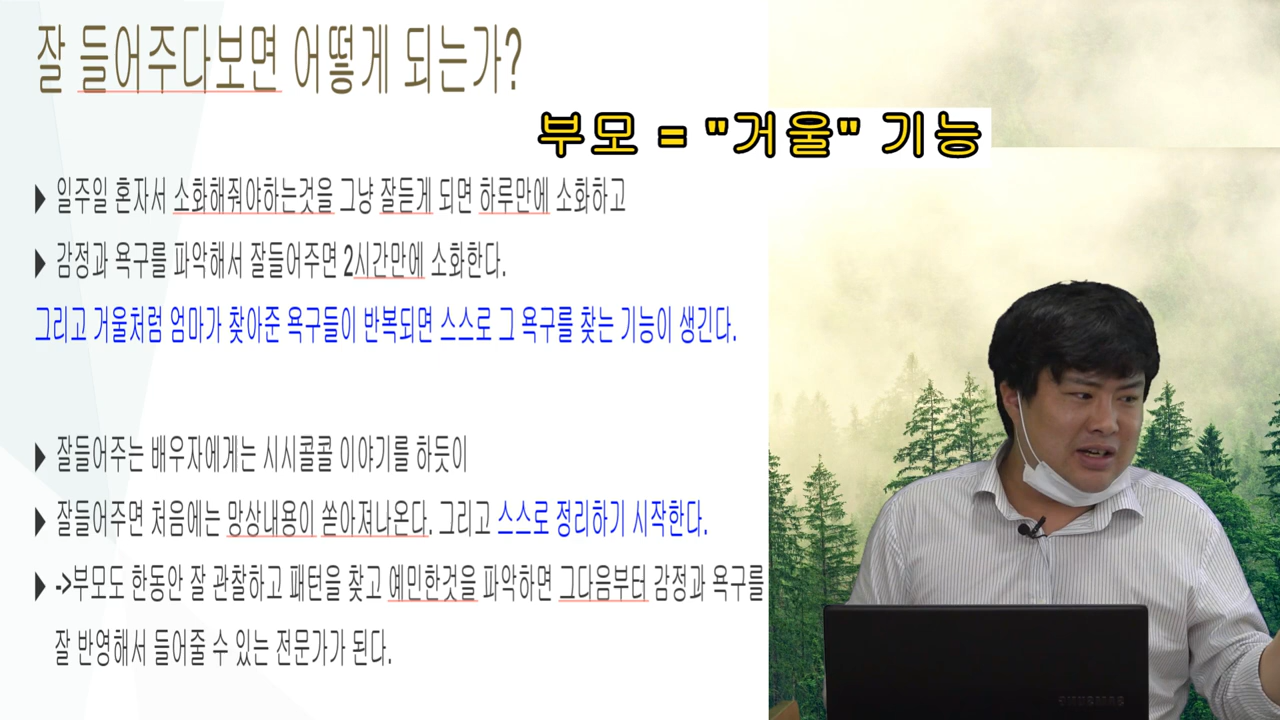 잘 들어주다보면 어떻게 되는가?
부모 = "거울" 기능
일주일 혼자서 소화해줘야하는것을 그냥 잘듣게 되면 하루만에 소화하고
감정과 욕구를 파악해서 잘들어주면 2시간만에 소화한다.
그리고 거울처럼 엄마가 찾아준 욕구들이 반복되면 스스로 그 욕구를 찾는 기능이 생긴다.
잘들어주는 배우자에게는 시시콜콜 이야기를 하듯이
잘들어주면 처음에는 망상내용이 쏟아져나온다. 그리고 스스로 정리하기 시작한다.
->부모도 한동안 잘 관찰하고 패턴을 찾고 예민한것을 파악하면 그다음부터 감정과 욕구를
잘 반영해서 들어줄 수 있는 전문가가 된다.
SAMSUNG